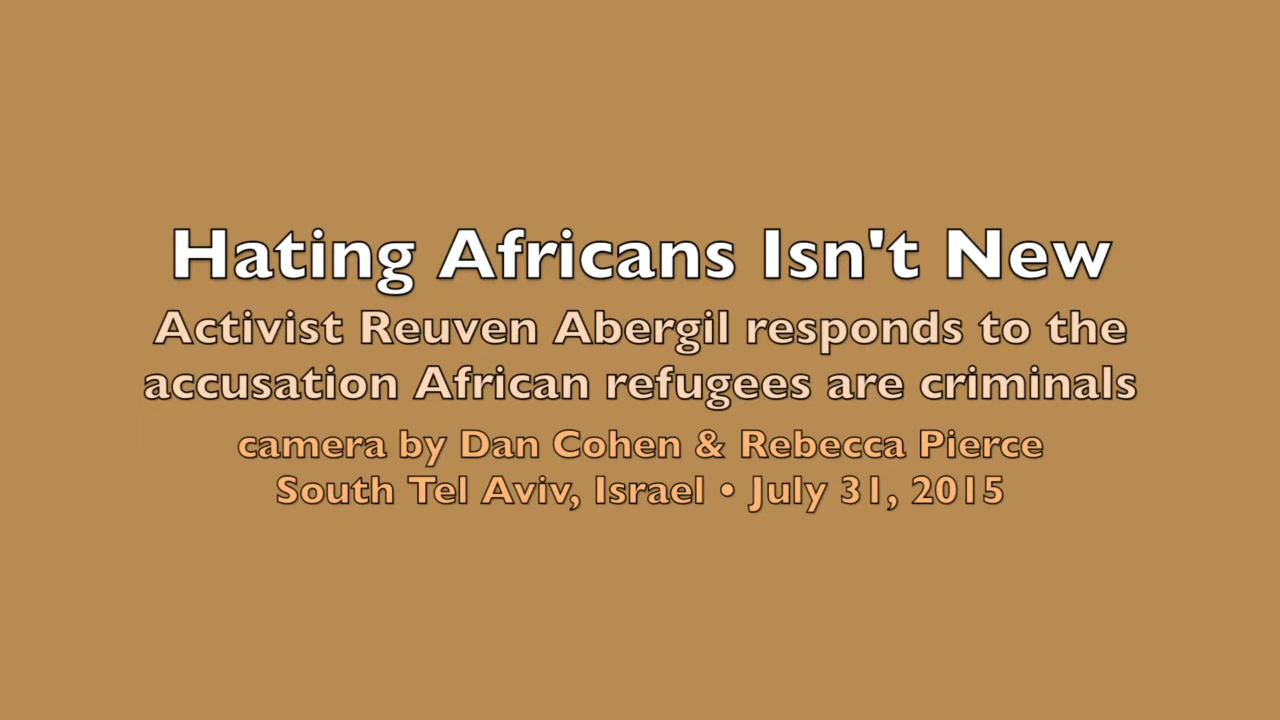 Hating Africans Isn't New
Activist Reuven Abergil responds to the
accusation African refugees are criminals
camera by Dan Cohen & Rebecca Pierce
South Tel Aviv, Israel • July 31, 2015